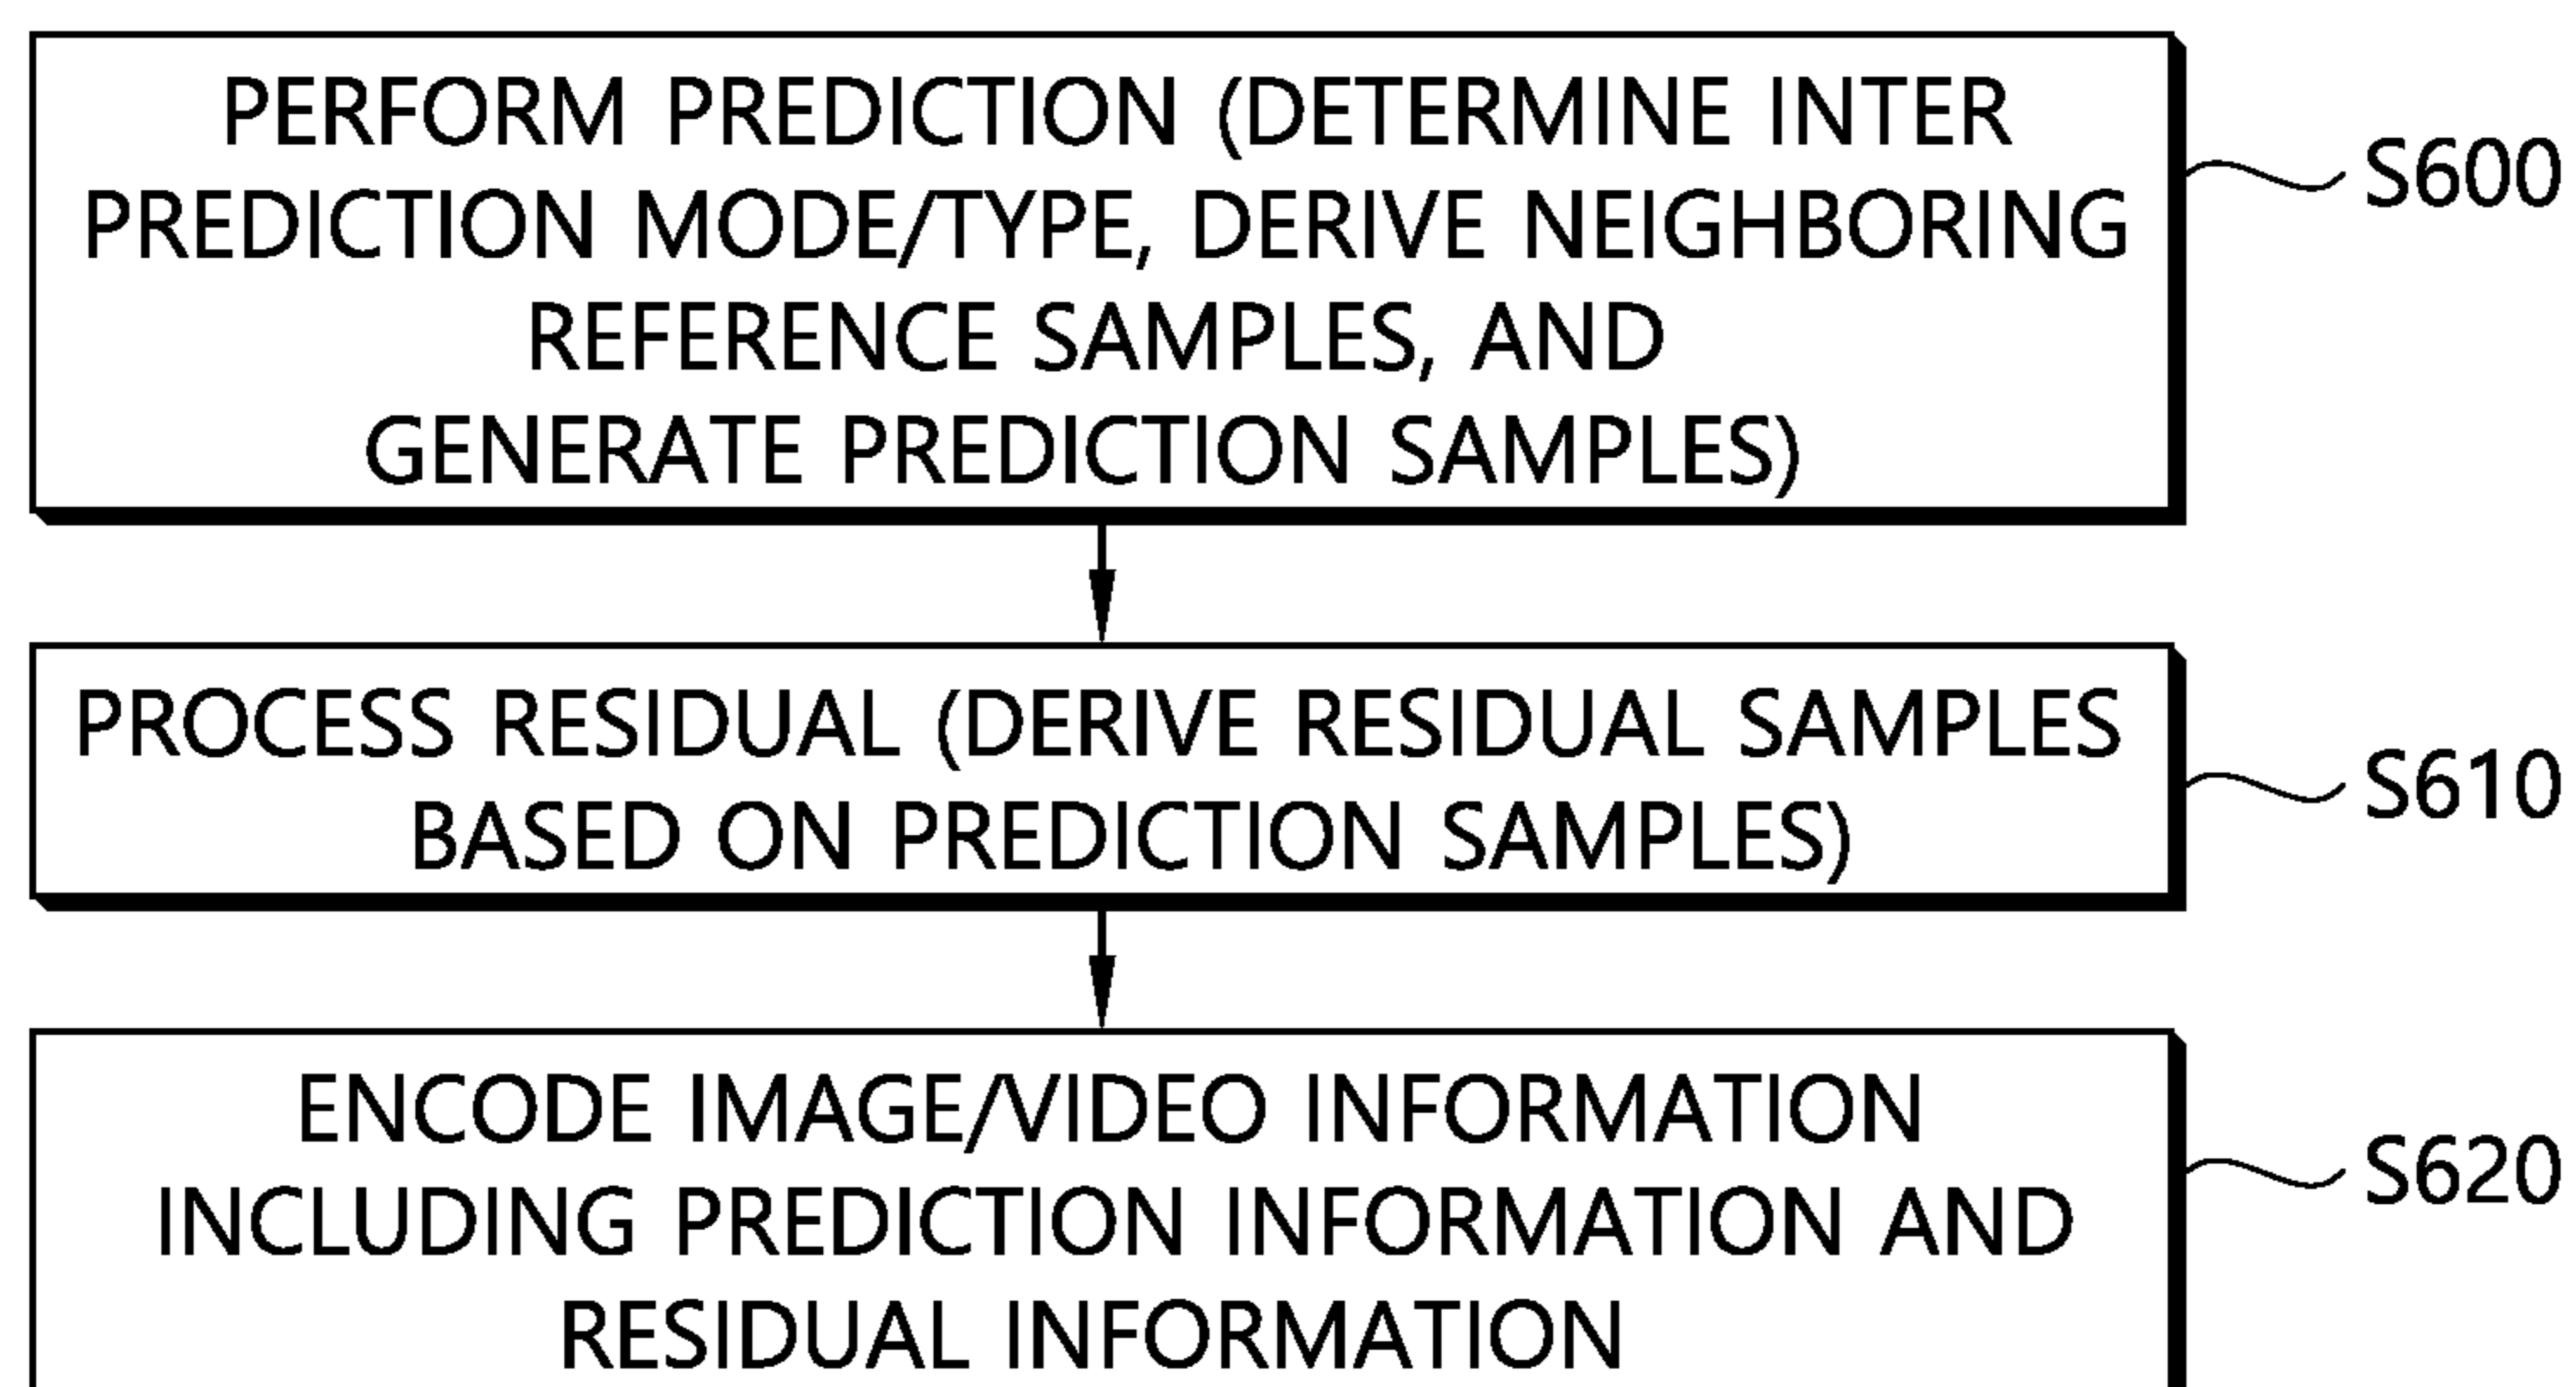 PERFORM PREDICTION (DETERMINE INTER
PREDICTION MODE/TYPE, DERIVE NEIGHBORING
REFERENCE SAMPLES, AND
GENERATE PREDICTION SAMPLES)
S600
PROCESS RESIDUAL (DERIVE RESIDUAL SAMPLES
BASED ON PREDICTION SAMPLES)
S610
ENCODE IMAGE/VIDEO INFORMATION
INCLUDING PREDICTION INFORMATION AND
RESIDUAL INFORMATION
S620